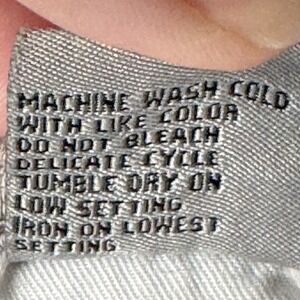 MACHINE WASH COLD
WITH LIKE COLOR
DO NOT BLEACH
DELICATE CYCLE
TUMBLE DRY ON
LOW SETTING
IRON ON LOWEST
SETTING